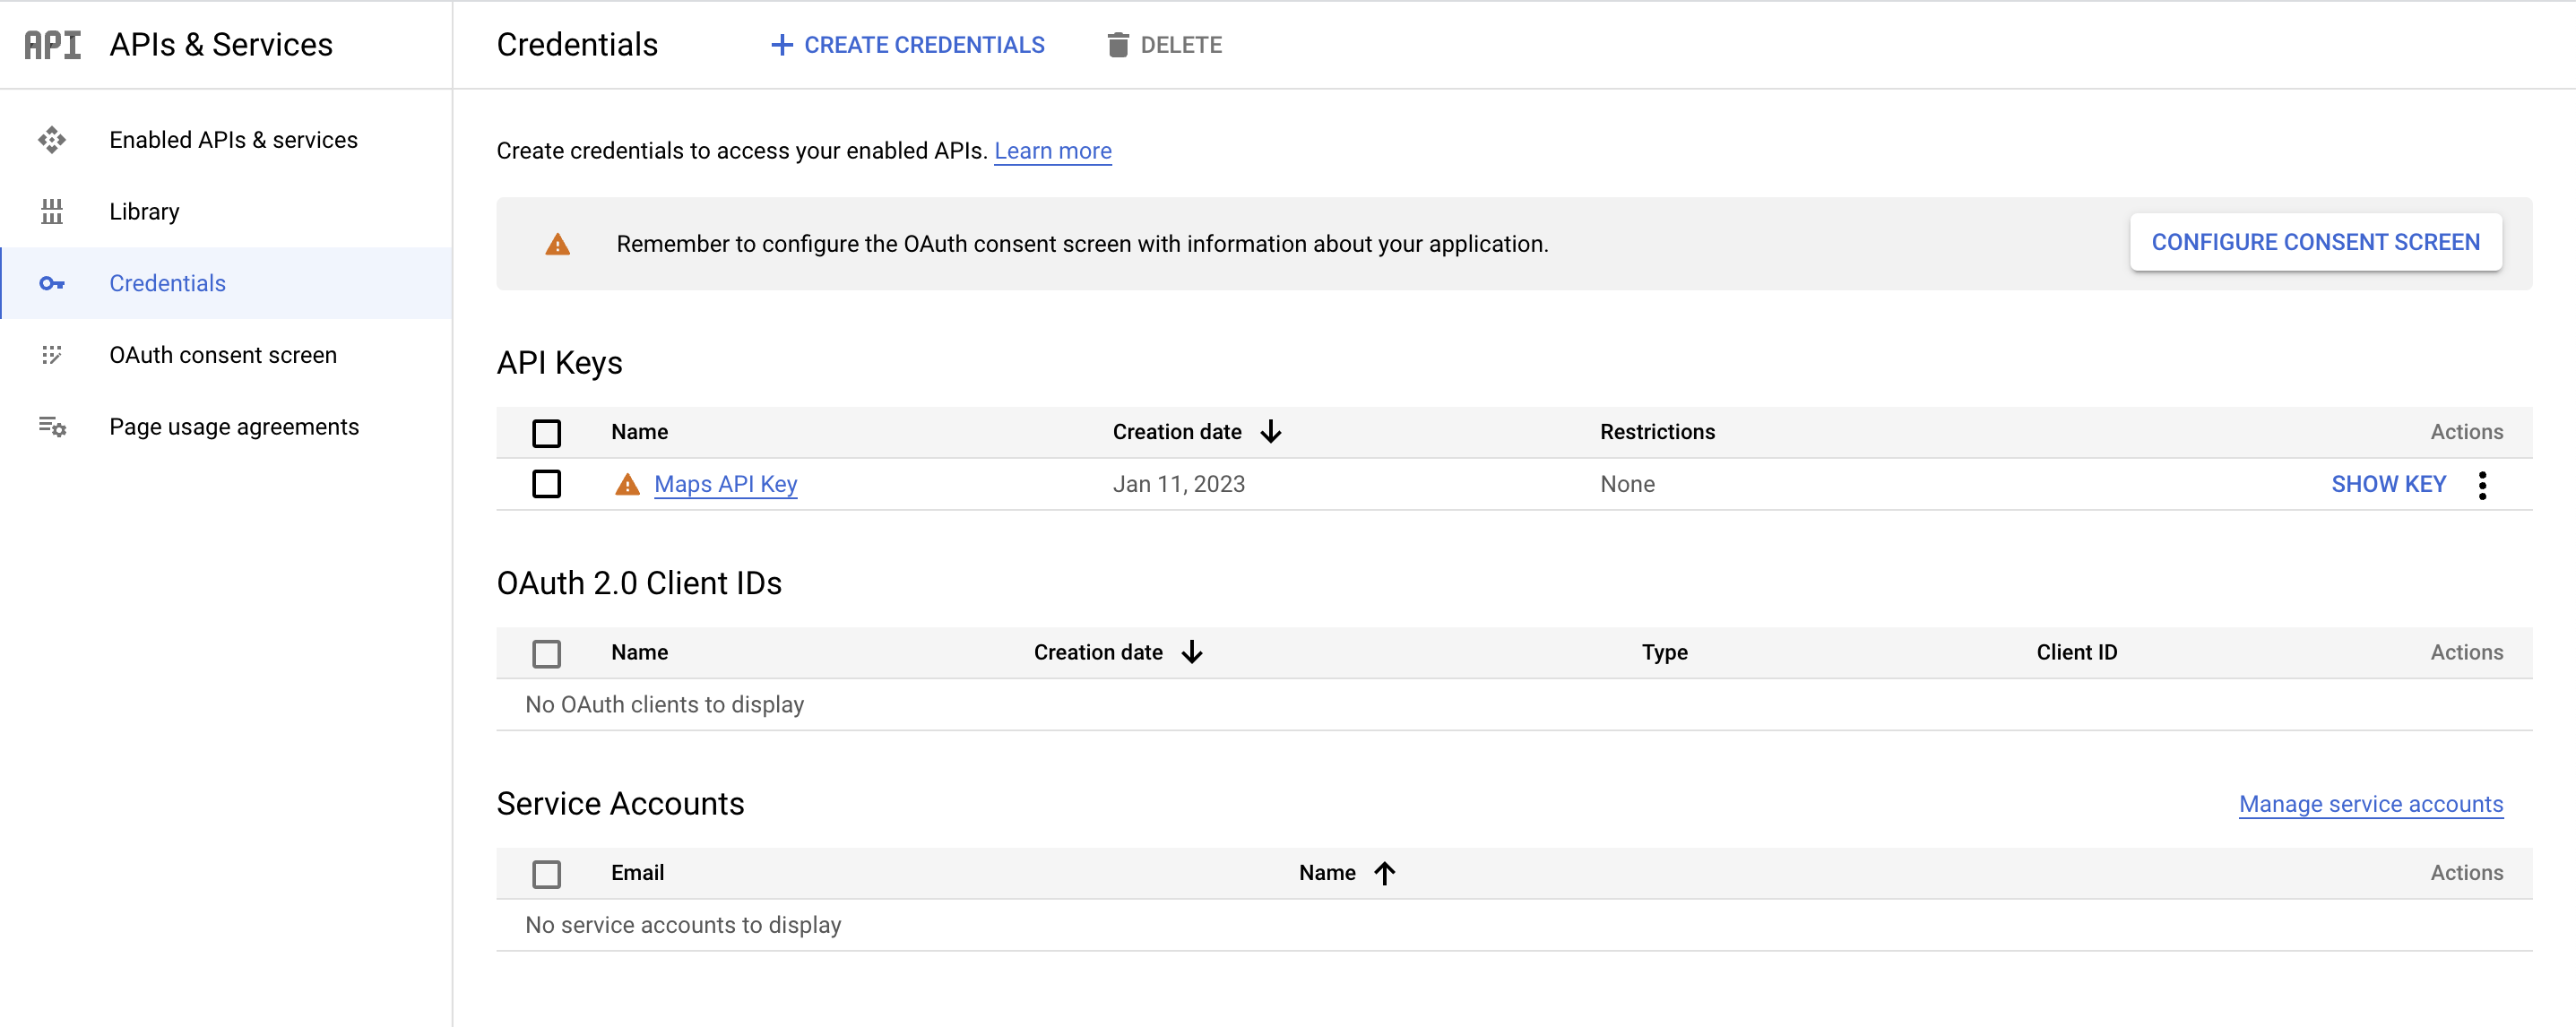 API APIs & Services
Credentials
CREATE CREDENTIALS
DELETE
Enabled APIs & services
Library
Credentials
OAuth consent screen
Page usage agreements
Create credentials to access your enabled APIs. Learn more
Remember to configure the OAuth consent screen with information about your application.
CONFIGURE CONSENT SCREEN
API Keys
Name Creation date Restrictions Actions
Maps API Key Jan 11, 2023 None SHOW KEY
OAuth 2.0 Client IDs
Name Creation date Type Client ID Actions
No OAuth clients to display
Service Accounts
Manage service accounts
Email Name Actions
No service accounts to display